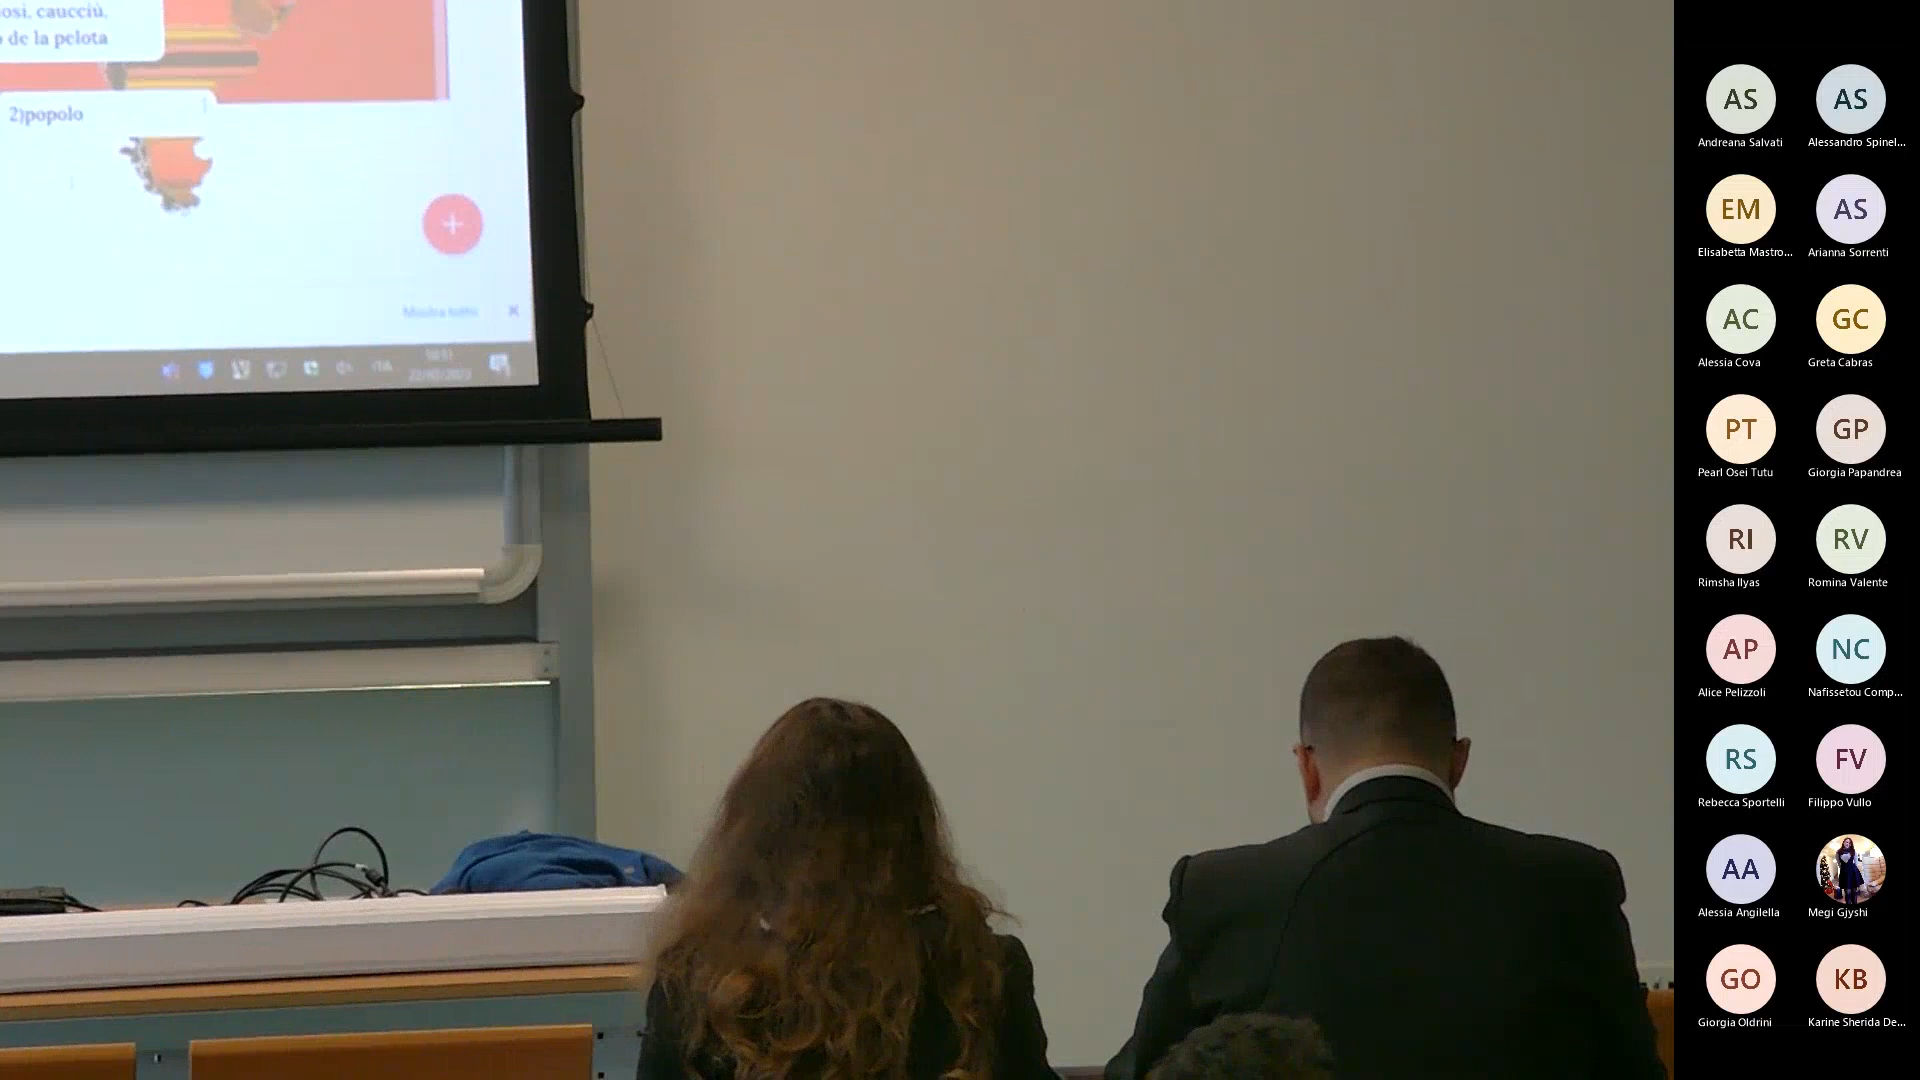 osi, caucciù,
de la pelota
2)popolo
Mostra tutto
ITA
AS
AS
Andreana Salvati
Alessandro Spinel...
EM
AS
Elisabetta Mastro...
Arianna Sorrenti
AC
GC
Alessia Cova
Greta Cabras
PT
GP
Pearl Osei Tutu
Giorgia Papandrea
RI
RV
Rimsha Ilyas
Romina Valente
AP
NC
Alice Pelizzoli
Nafissetou Comp...
RS
FV
Rebecca Sportelli
Filippo Vullo
AA
Alessia Angilella
Megi Gjyshi
GO
KB
Giorgia Oldrini
Karine Sherida De...